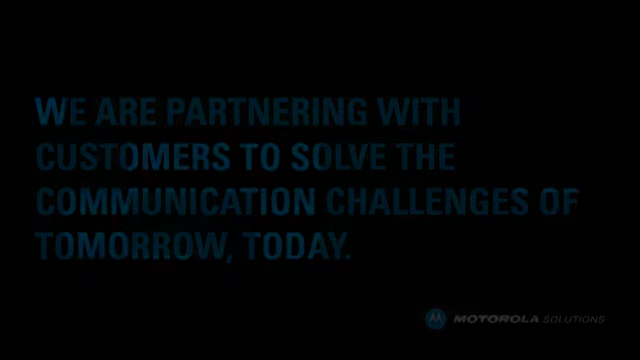 WE ARE PARTNERING WITH
CUSTOMERS TO SOLVE THE
COMMUNICATION CHALLENGES OF
TOMORROW, TODAY.
MOTOROLA SOLUTIONS